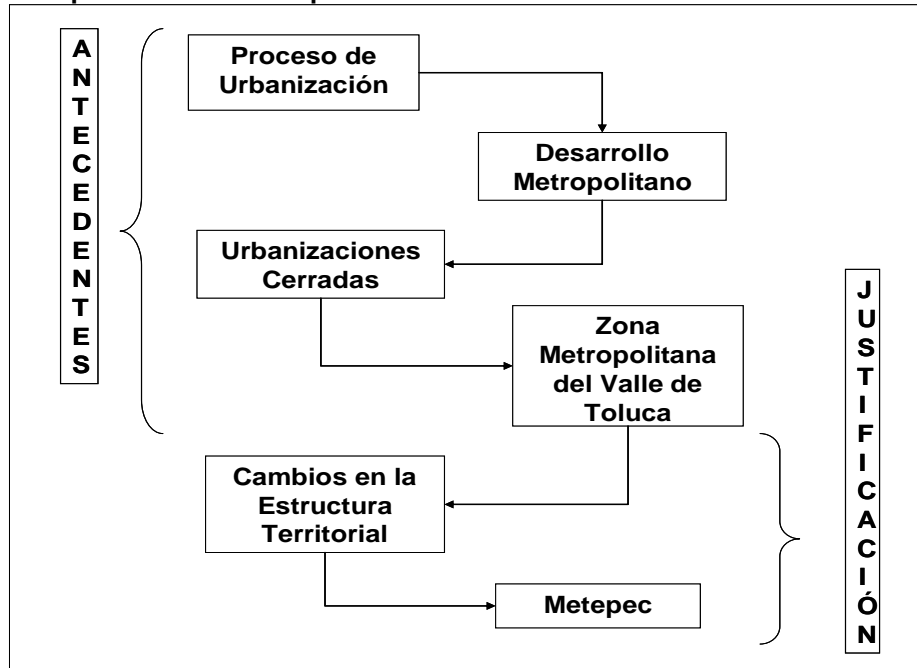 ANTECEDENTES
Proceso de
Urbanización
Desarrollo
Metropolitano
Urbanizaciones
Cerradas
Zona
Metropolitana
del Valle de
Toluca
Cambios en la
Estructura
Territorial
Metepec
JUSTIFICACIÓN